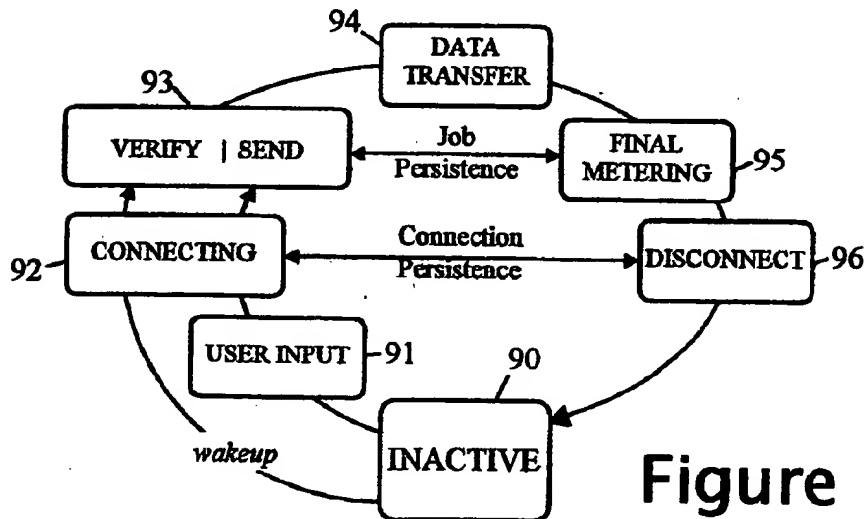 94
DATA
TRANSFER
93
VERIFY | SEND
Job
Persistence
FINAL
METERING
95
92
CONNECTING
Connection
Persistence
DISCONNECT
96
USER INPUT
91
90
INACTIVE
wakeup
Figure